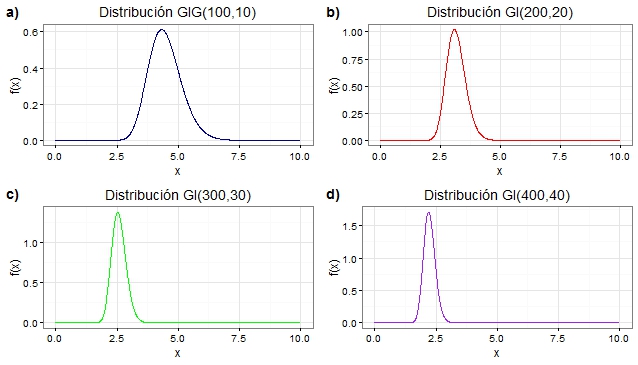 a) Distribución GIG(100,10)
f(x)
0.6
0.4
0.2
0.0
0.0 2.5 5.0 7.5 10.0
x
b) Distribución GI(200,20)
f(x)
1.00
0.75
0.50
0.25
0.00
0.0 2.5 5.0 7.5 10.0
x
c) Distribución GI(300,30)
f(x)
1.0
0.5
0.0
0.0 2.5 5.0 7.5 10.0
x
d) Distribución GI(400,40)
f(x)
1.5
1.0
0.5
0.0
0.0 2.5 5.0 7.5 10.0
x